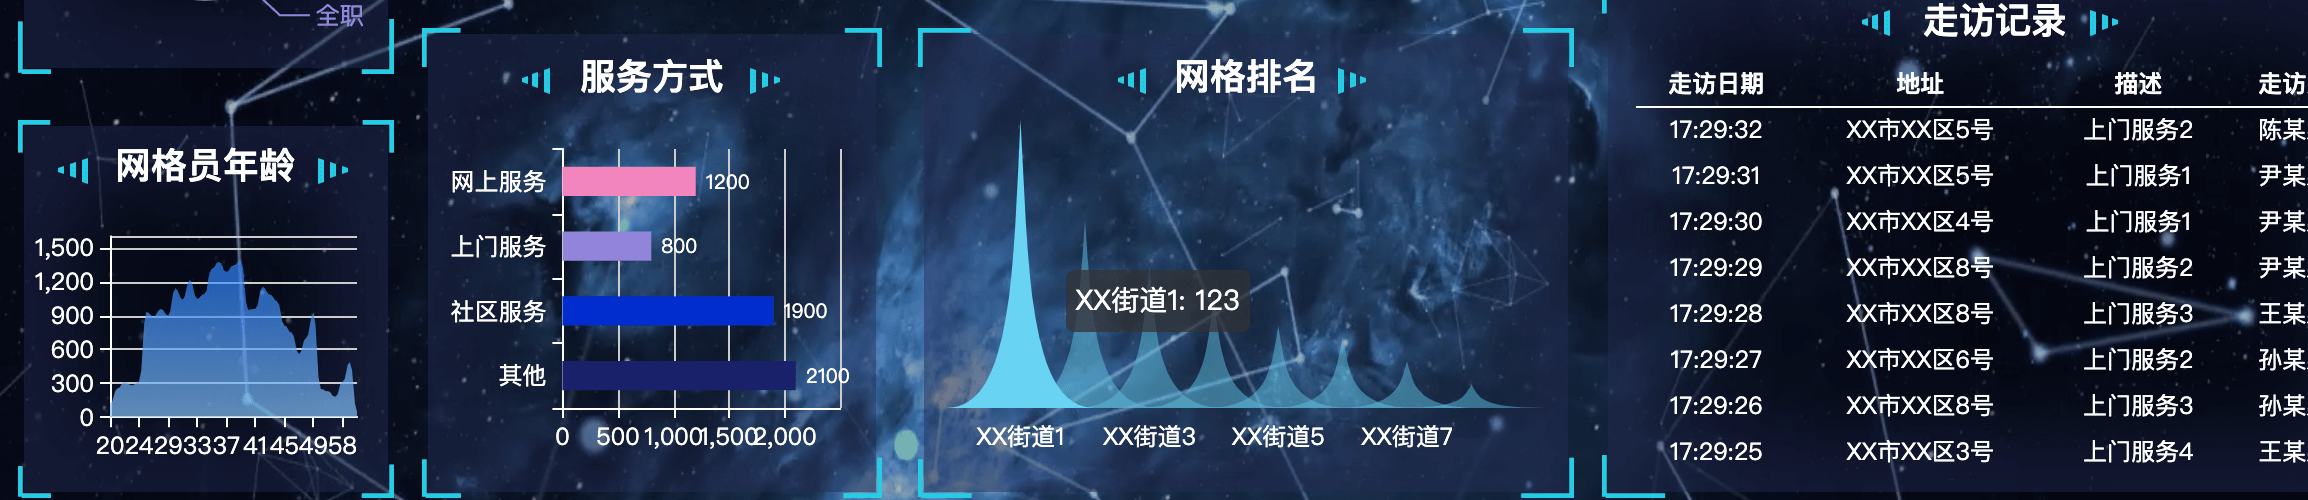 全职
网格员年龄
1,500
1,200
900
600
300
0
20
24
29
33
37
41
45
49
58
服务方式
网上服务 1200
上门服务 800
社区服务 1900
其他 2100
0 500 1,000 1,500 2,000
网格排名
XX街道1: 123
XX街道1 XX街道3 XX街道5 XX街道7
走访记录
走访日期 地址 描述 走访
17:29:32 XX市XX区5号 上门服务2 陈某
17:29:31 XX市XX区5号 上门服务1 尹某
17:29:30 XX市XX区4号 上门服务1 尹某
17:29:29 XX市XX区8号 上门服务2 尹某
17:29:28 XX市XX区8号 上门服务3 王某
17:29:27 XX市XX区6号 上门服务2 孙某
17:29:26 XX市XX区8号 上门服务3 孙某
17:29:25 XX市XX区3号 上门服务4 王某